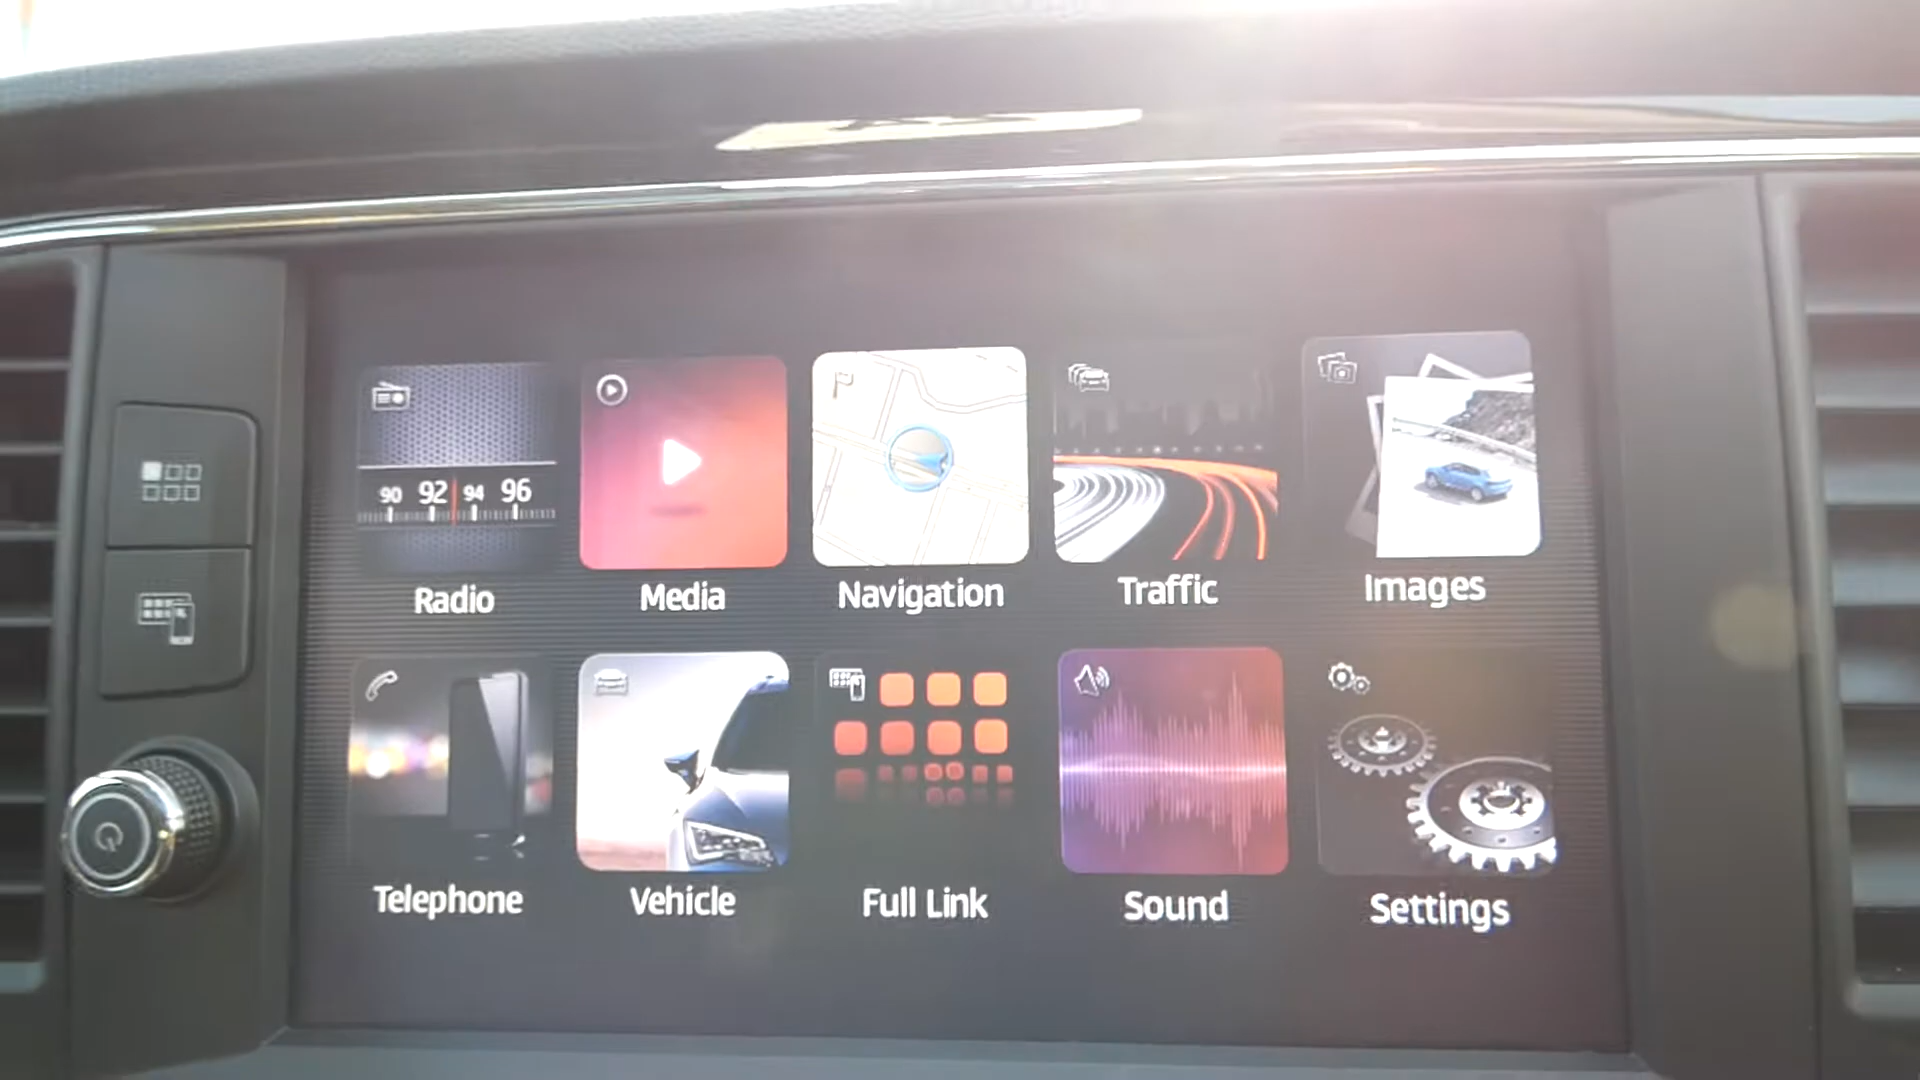 90 92 94 96
Radio Media Navigation Traffic Images
Telephone Vehicle Full Link Sound Settings